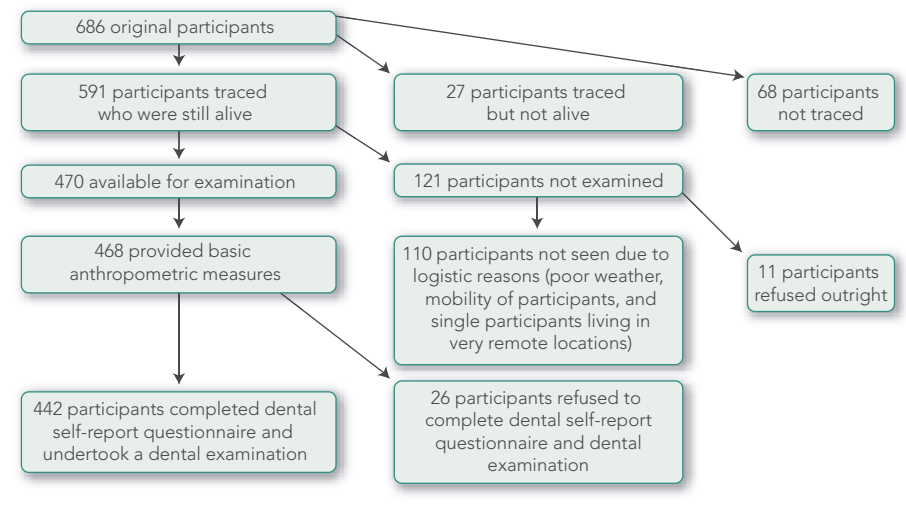 686 original participants
591 participants traced
who were still alive
27 participants traced
but not alive
68 participants
not traced
470 available for examination
121 participants not examined
468 provided basic
anthropometric measures
110 participants not seen due to
logistic reasons (poor weather,
mobility of participants, and
single participants living in
very remote locations)
11 participants
refused outright
442 participants completed dental
self-report questionnaire and
undertook a dental examination
26 participants refused to
complete dental self-report
questionnaire and dental
examination